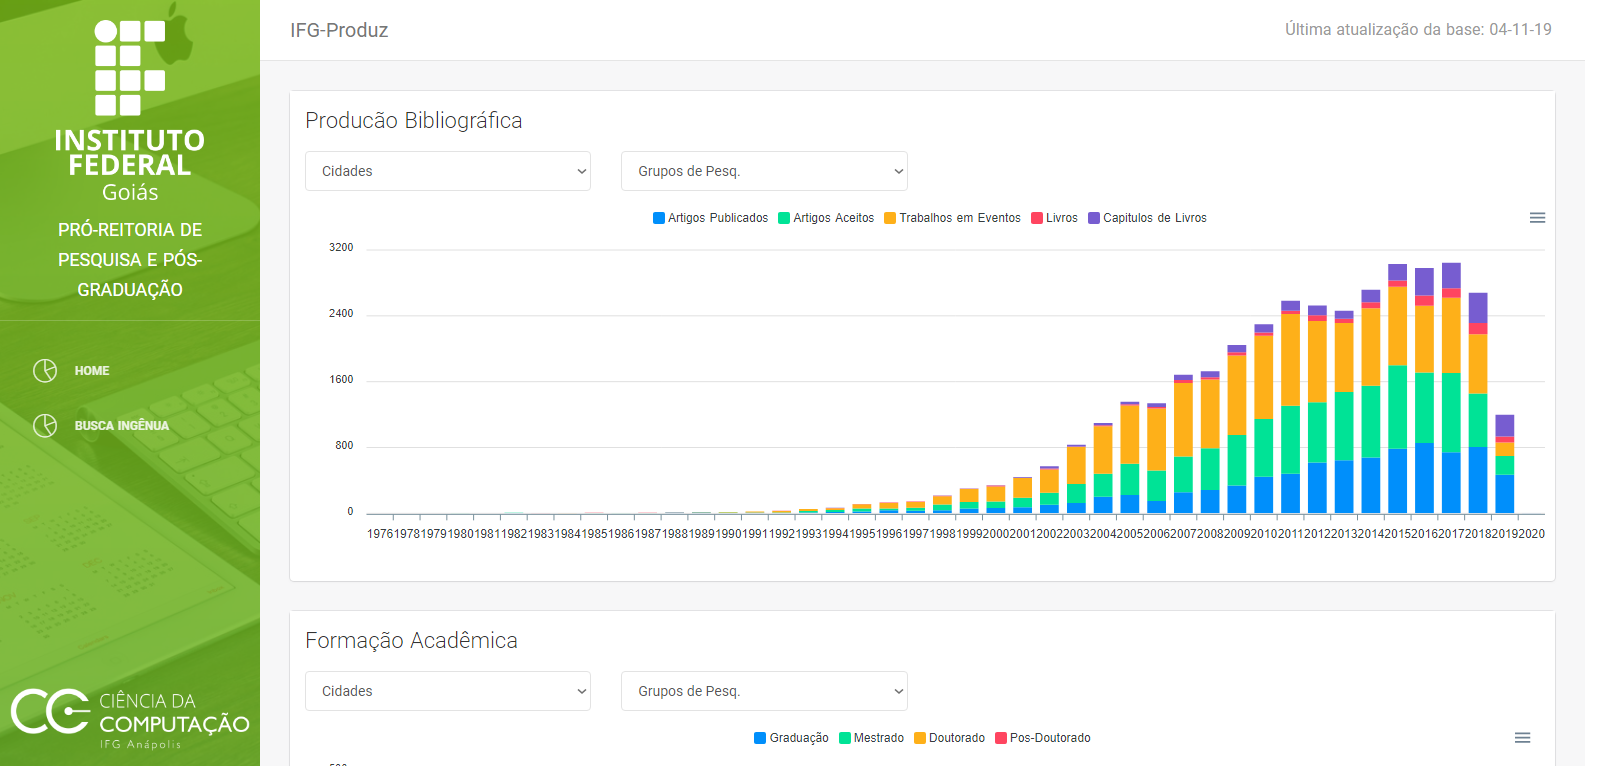 INSTITUTO
FEDERAL
Goiás
PRÓ-REITORIA DE
PESQUISA E PÓS-
GRADUAÇÃO
HOME
BUSCA INGÊNUA
CIÊNCIA DA
COMPUTAÇÃO
IFG Anápolis
IFG-Produz
Última atualização da base: 04-11-19
Producão Bibliográfica
Cidades
Grupos de Pesq.
Artigos Publicados Artigos Aceitos Trabalhos em Eventos Livros Capitulos de Livros
3200
2400
1600
800
0
1976 1978 1979 1980 1981 1982 1983 1984 1985 1986 1987 1988 1989 1990 1991 1992 1993 1994 1995 1996 1997 1998 1999 2000 2001 2002 2003 2004 2005 2006 2007 2008 2009 2010 2011 2012 2013 2014 2015 2016 2017 2018 2019 2020
Formação Acadêmica
Cidades
Grupos de Pesq.
Graduação Mestrado Doutorado Pos-Doutorado